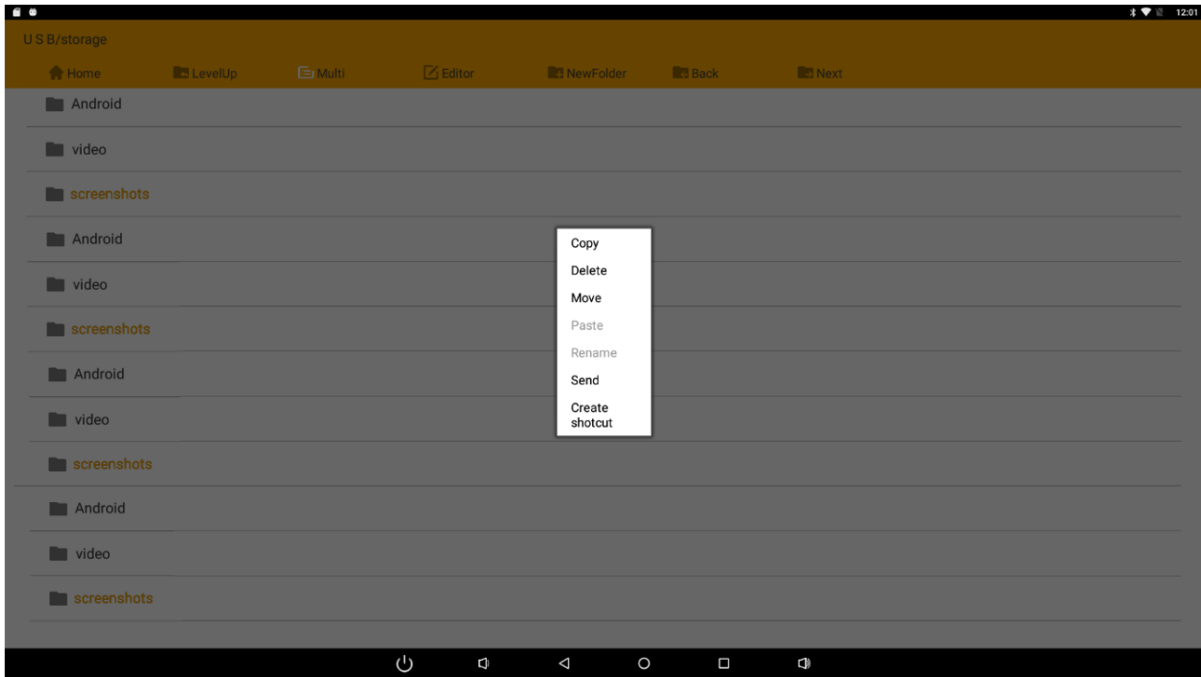 12:01
U S B/storage
Home LevelUp Multi Editor NewFolder Back Next
Android
video
screenshots
Android
video
screenshots
Android
video
screenshots
Android
video
screenshots
Copy
Delete
Move
Paste
Rename
Send
Create
shotcut